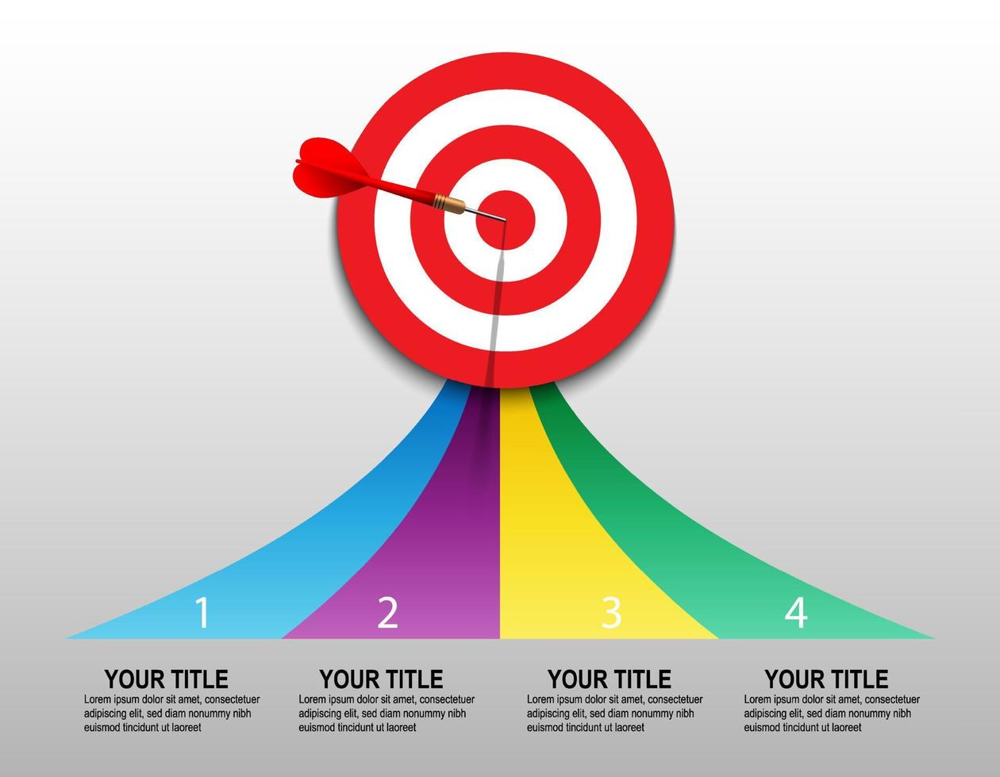 1
2
3
4
YOUR TITLE
Lorem ipsum dolor sit amet, consectetuer
adipiscing elit, sed diam nonummy nibh
euismod tincidunt ut laoreet
YOUR TITLE
Lorem ipsum dolor sit amet, consectetuer
adipiscing elit, sed diam nonummy nibh
euismod tincidunt ut laoreet
YOUR TITLE
Lorem ipsum dolor sit amet, consectetuer
adipiscing elit, sed diam nonummy nibh
euismod tincidunt ut laoreet
YOUR TITLE
Lorem ipsum dolor sit amet, consectetuer
adipiscing elit, sed diam nonummy nibh
euismod tincidunt ut laoreet